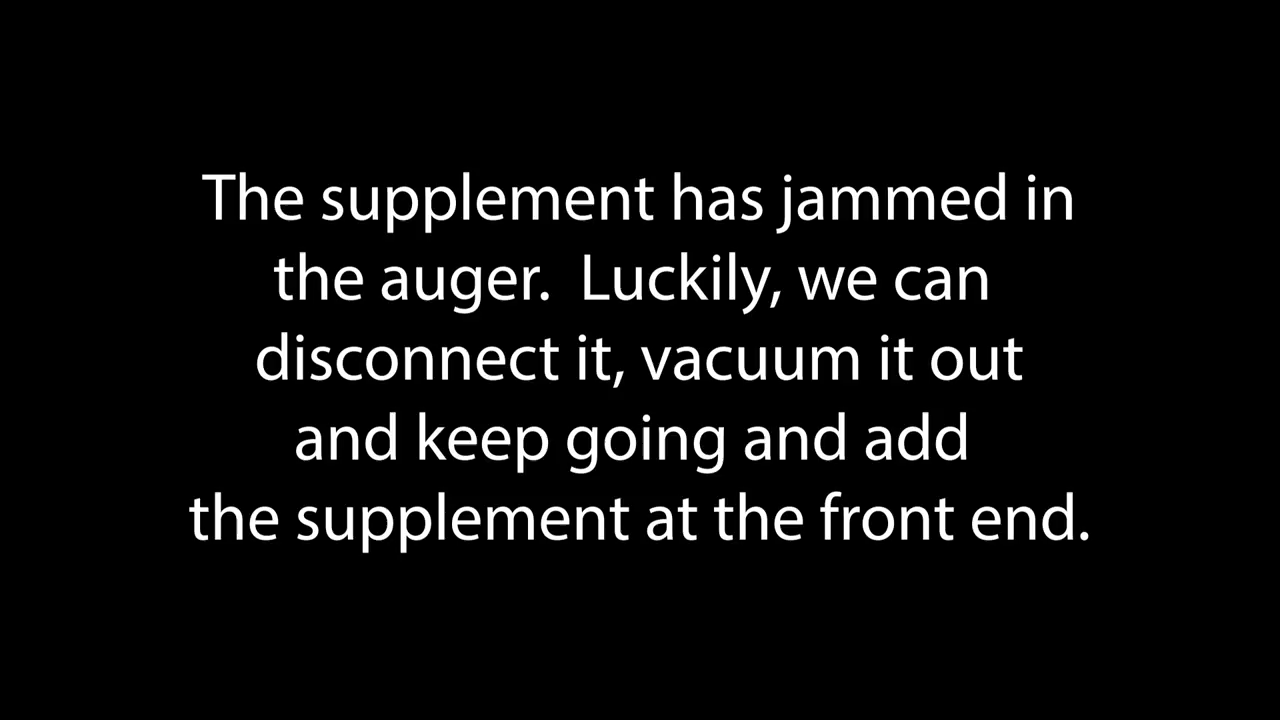 The supplement has jammed in
the auger.  Luckily, we can
disconnect it, vacuum it out
and keep going and add
the supplement at the front end.